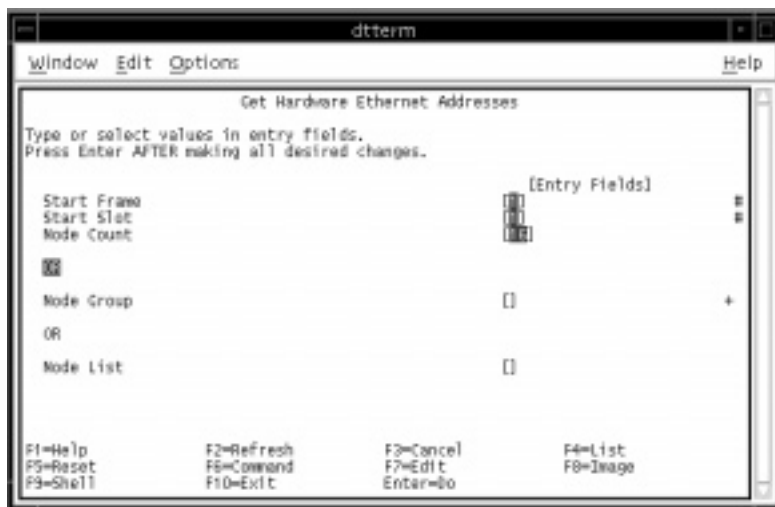 dtterm
Window Edit Options Help
Get Hardware Ethernet Addresses
Type or select values in entry fields.
Press Enter AFTER making all desired changes.
[Entry Fields]
Start Frame #
Start Slot #
Node Count
OR
Node Group [] +
OR
Node List []
F1=Help F2=Refresh F3=Cancel F4=List
F5=Reset F6=Command F7=Edit F8=Image
F9=Shell F10=Exit Enter=Do